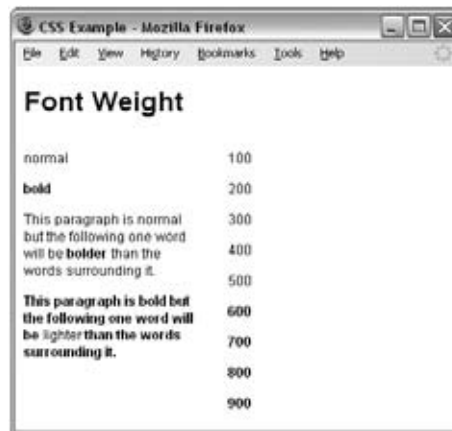 CSS Example - Mozilla Firefox
File Edit View History Bookmarks Tools Help
Font Weight
normal
bold
This paragraph is normal
but the following one word
will be bolder than the
words surrounding it.
This paragraph is bold but
the following one word will
be lighter than the words
surrounding it.
100
200
300
400
500
600
700
800
900